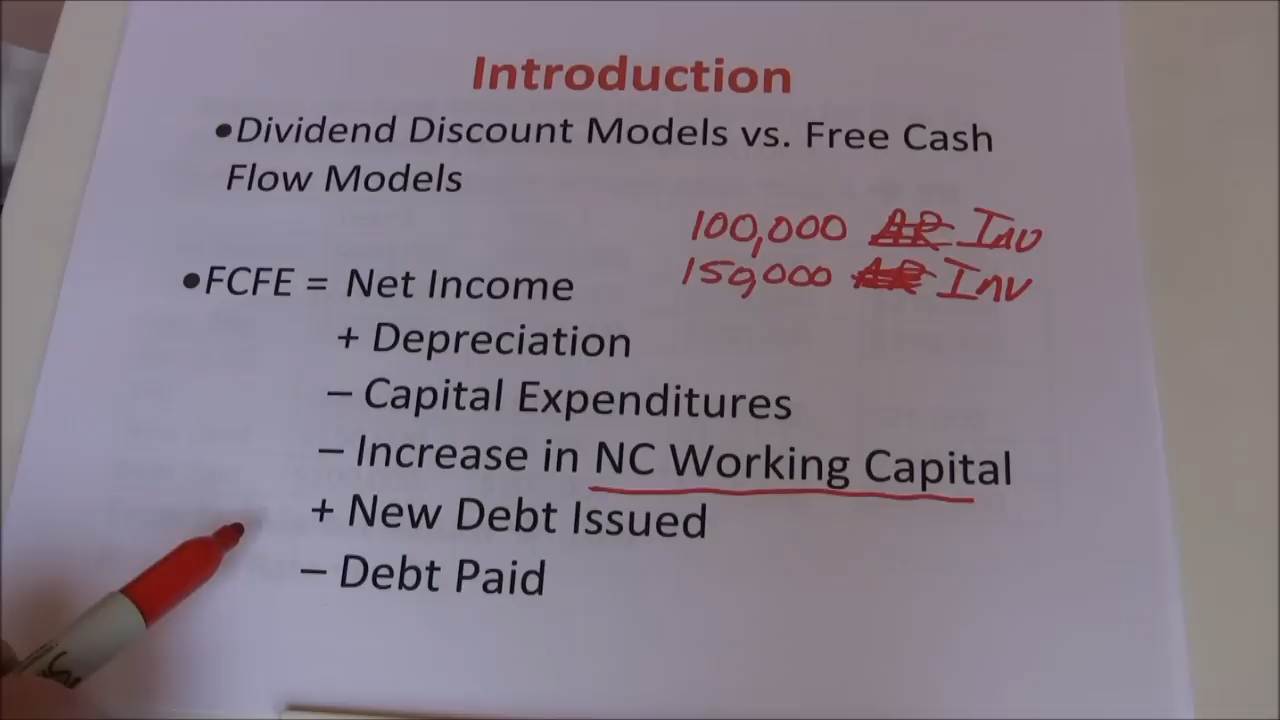 Introduction
•Dividend Discount Models vs. Free Cash
Flow Models
100,000 AR Inv
150,000 AR Inv
•FCFE = Net Income
+ Depreciation
– Capital Expenditures
– Increase in NC Working Capital
+ New Debt Issued
– Debt Paid